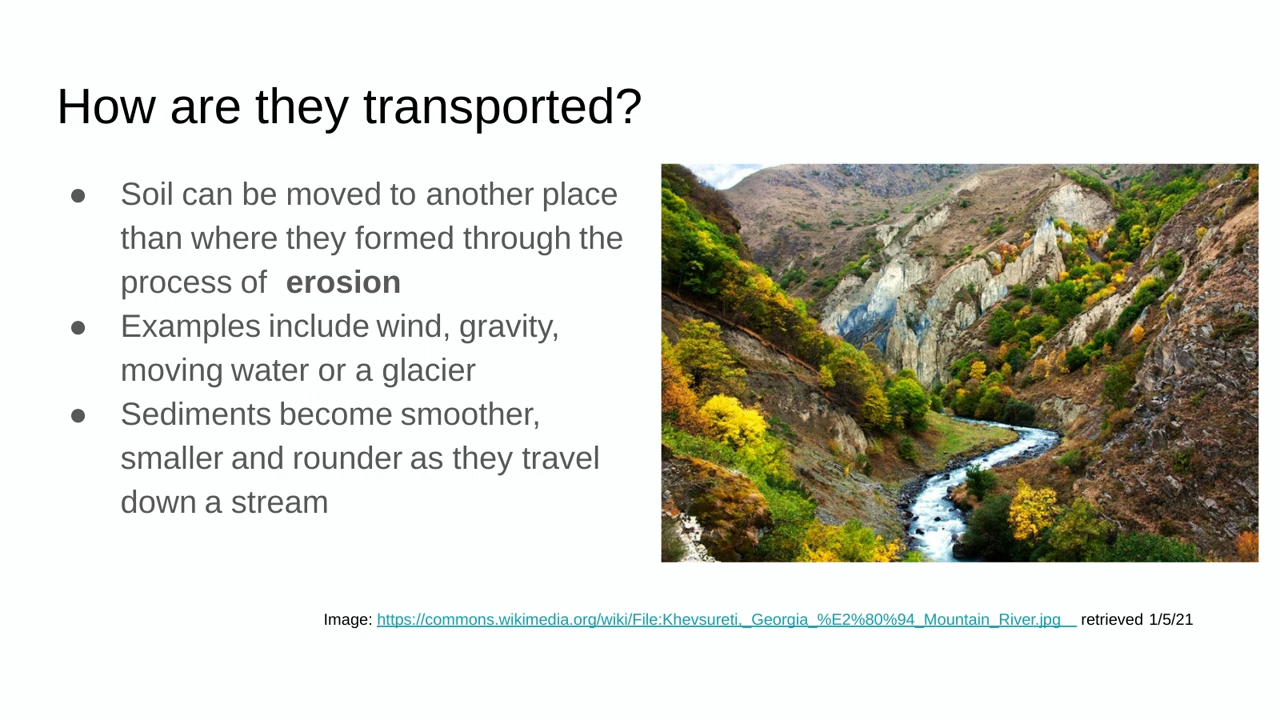 How are they transported?
● Soil can be moved to another place
than where they formed through the
process of  erosion
● Examples include wind, gravity,
moving water or a glacier
● Sediments become smoother,
smaller and rounder as they travel
down a stream
Image: https://commons.wikimedia.org/wiki/File:Khevsureti,_Georgia_%E2%80%94_Mountain_River.jpg  retrieved 1/5/21